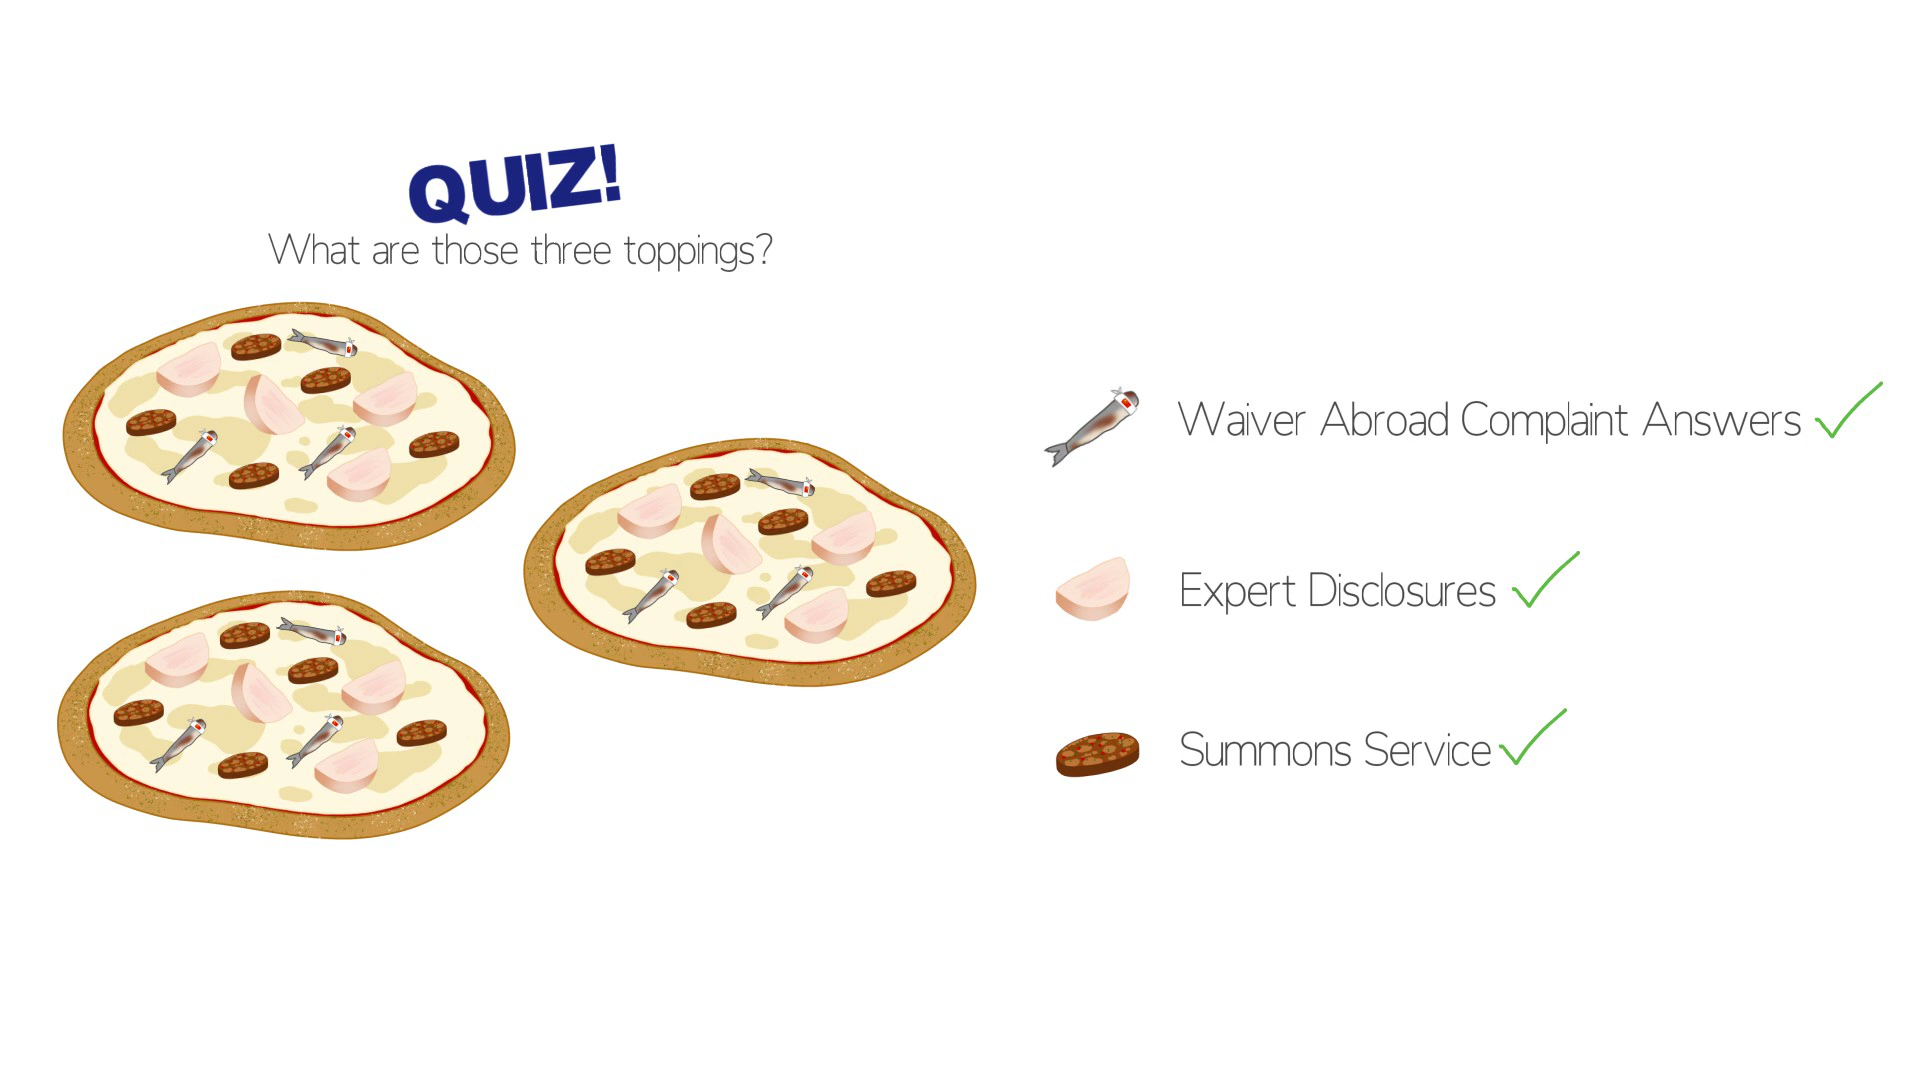 QUIZ!
What are those three toppings?
Waiver Abroad Complaint Answers
Expert Disclosures
Summons Service